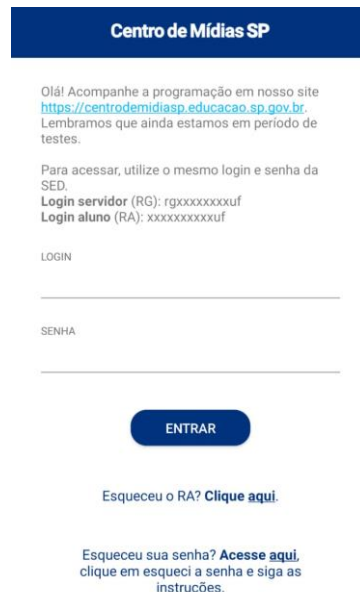 Centro de Mídias SP
Olá! Acompanhe a programação em nosso site
https://centrodemidiasp.educacao.sp.gov.br.
Lembramos que ainda estamos em período de
testes.
Para acessar, utilize o mesmo login e senha da
SED.
Login servidor (RG): rgxxxxxxxxuf
Login aluno (RA): xxxxxxxxxxuf
LOGIN
SENHA
ENTRAR
Esqueceu o RA? Clique aqui.
Esqueceu sua senha? Acesse aqui,
clique em esqueci a senha e siga as
instruções.